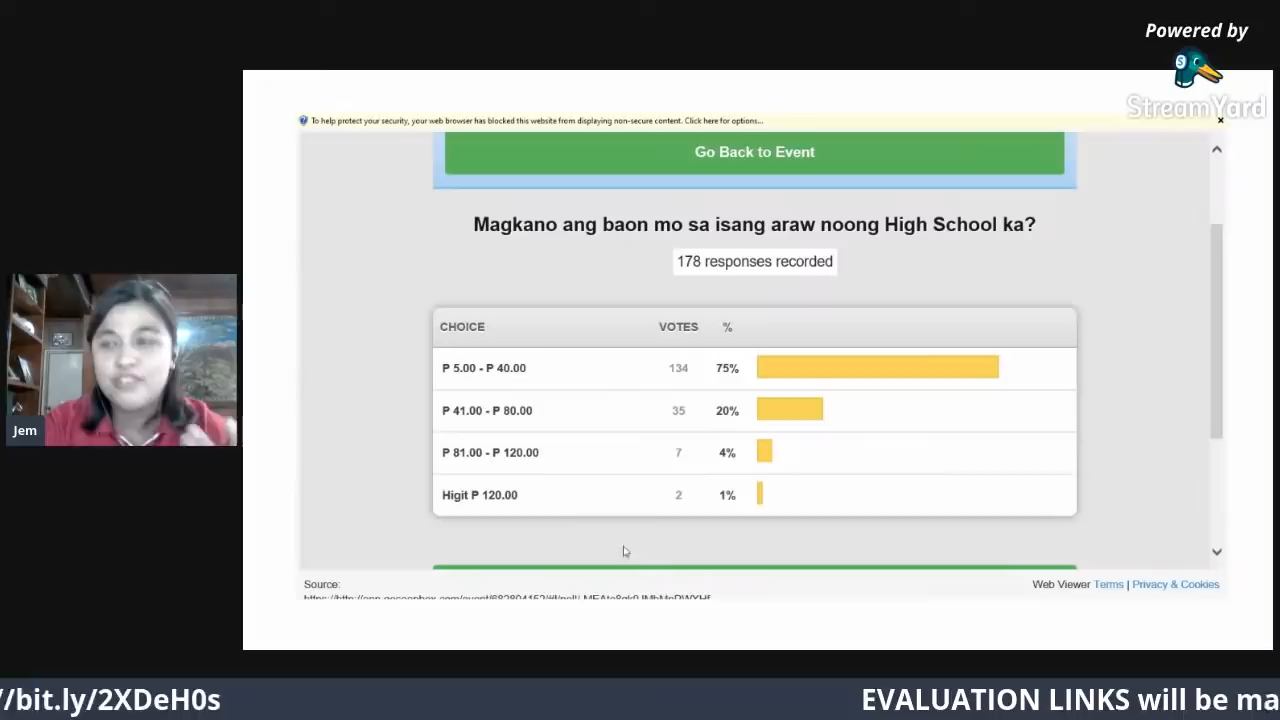 Powered by
StreamYard
To help protect your security, your web browser has blocked this website from displaying non-secure content. Click here for options...
Go Back to Event
Magkano ang baon mo sa isang araw noong High School ka?
178 responses recorded
CHOICE VOTES %
P 5.00 - P 40.00 134 75%
P 41.00 - P 80.00 35 20%
P 81.00 - P 120.00 7 4%
Higit P 120.00 2 1%
Jem
Source:
Web Viewer Terms | Privacy & Cookies
/bit.ly/2XDeH0s
EVALUATION LINKS will be ma